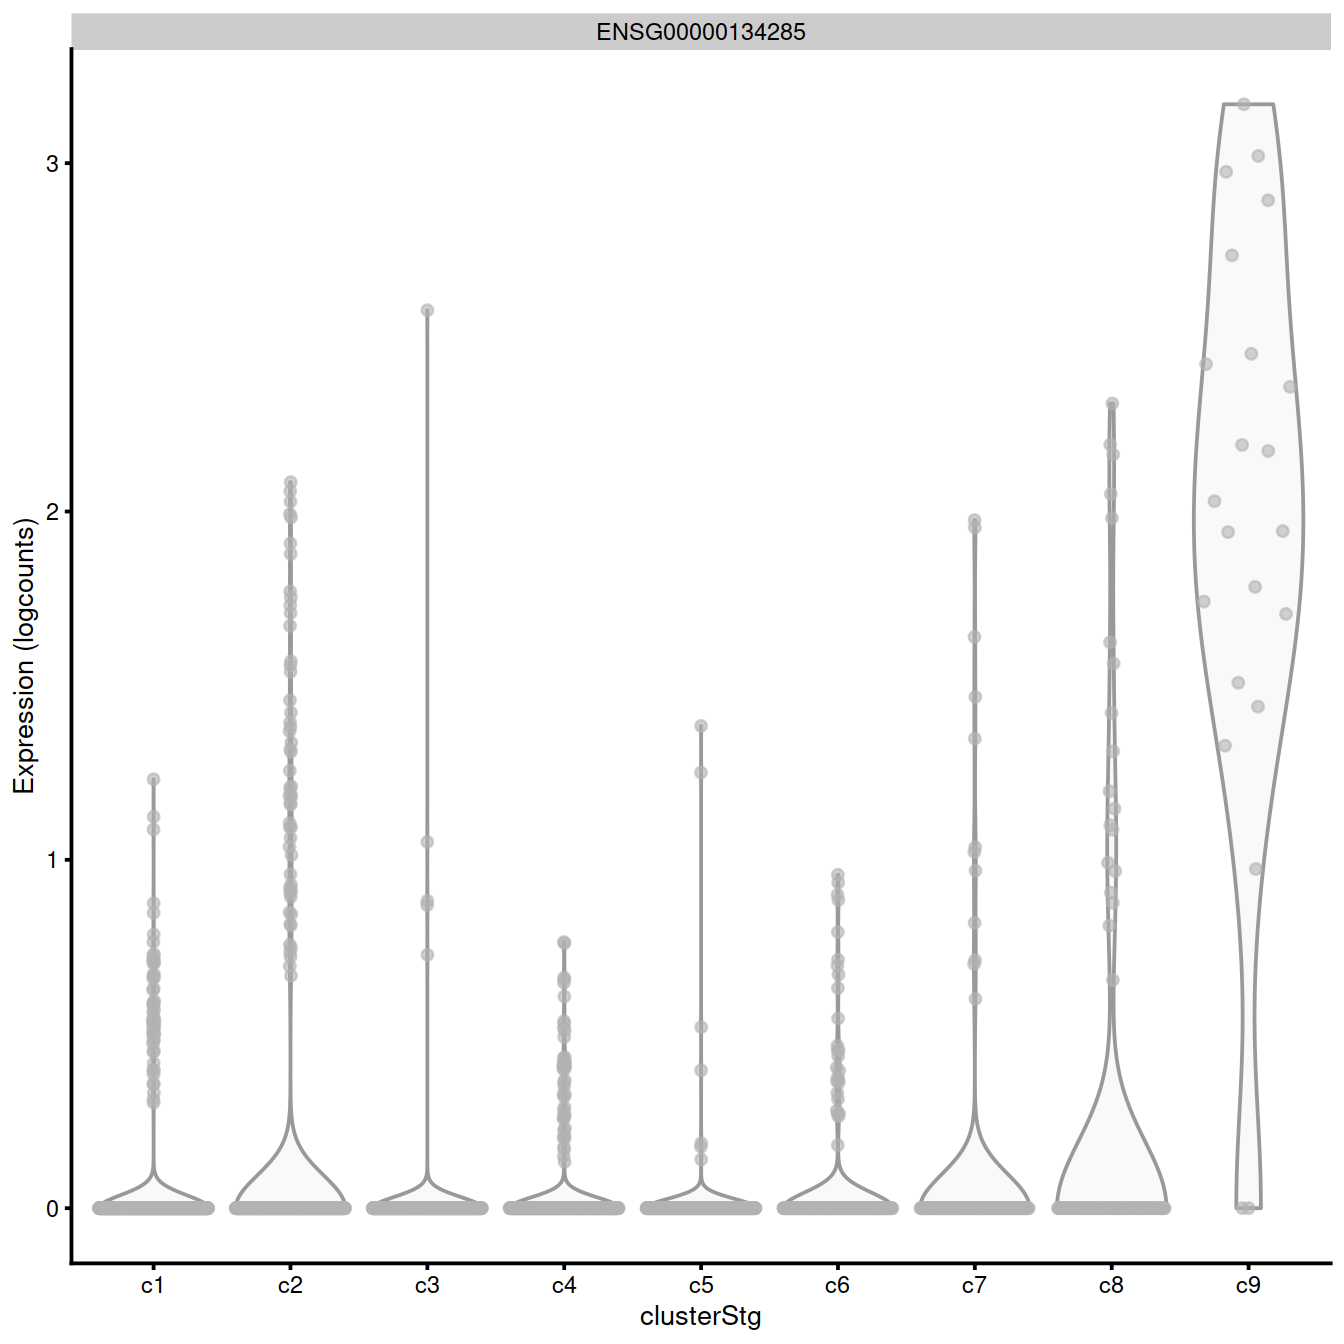 ENSG00000134285
Expression (logcounts)
3
2
1
0
c1 c2 c3 c4 c5 c6 c7 c8 c9
clusterStg